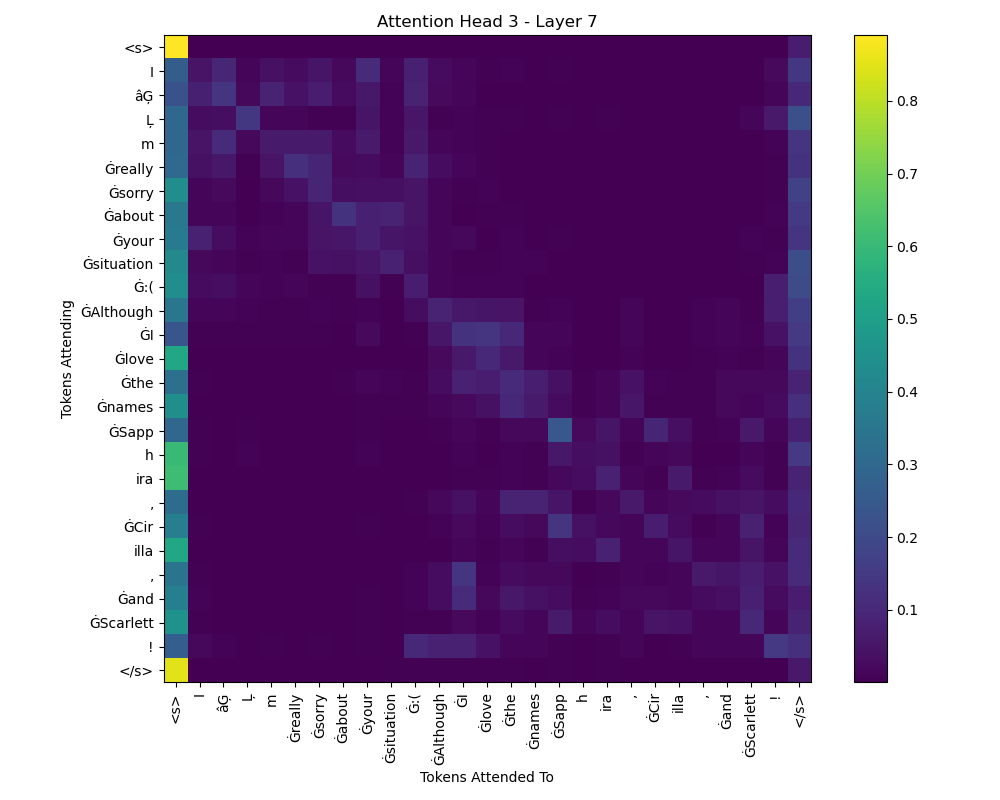 Attention Head 3 - Layer 7
<s>
I
âĢ
Ļ
m
Ġreally
Ġsorry
Ġabout
Ġyour
Ġsituation
Ġ:(
ĠAlthough
ĠI
Ġlove
Ġthe
Ġnames
ĠSapp
h
ira
,
ĠCir
illa
,
Ġand
ĠScarlett
!
</s>
Tokens Attending
<s>
I
âĢ
Ļ
m
Ġreally
Ġsorry
Ġabout
Ġyour
Ġsituation
Ġ:(
ĠAlthough
ĠI
Ġlove
Ġthe
Ġnames
ĠSapp
h
ira
,
ĠCir
illa
,
Ġand
ĠScarlett
!
</s>
Tokens Attended To
0.8
0.7
0.6
0.5
0.4
0.3
0.2
0.1